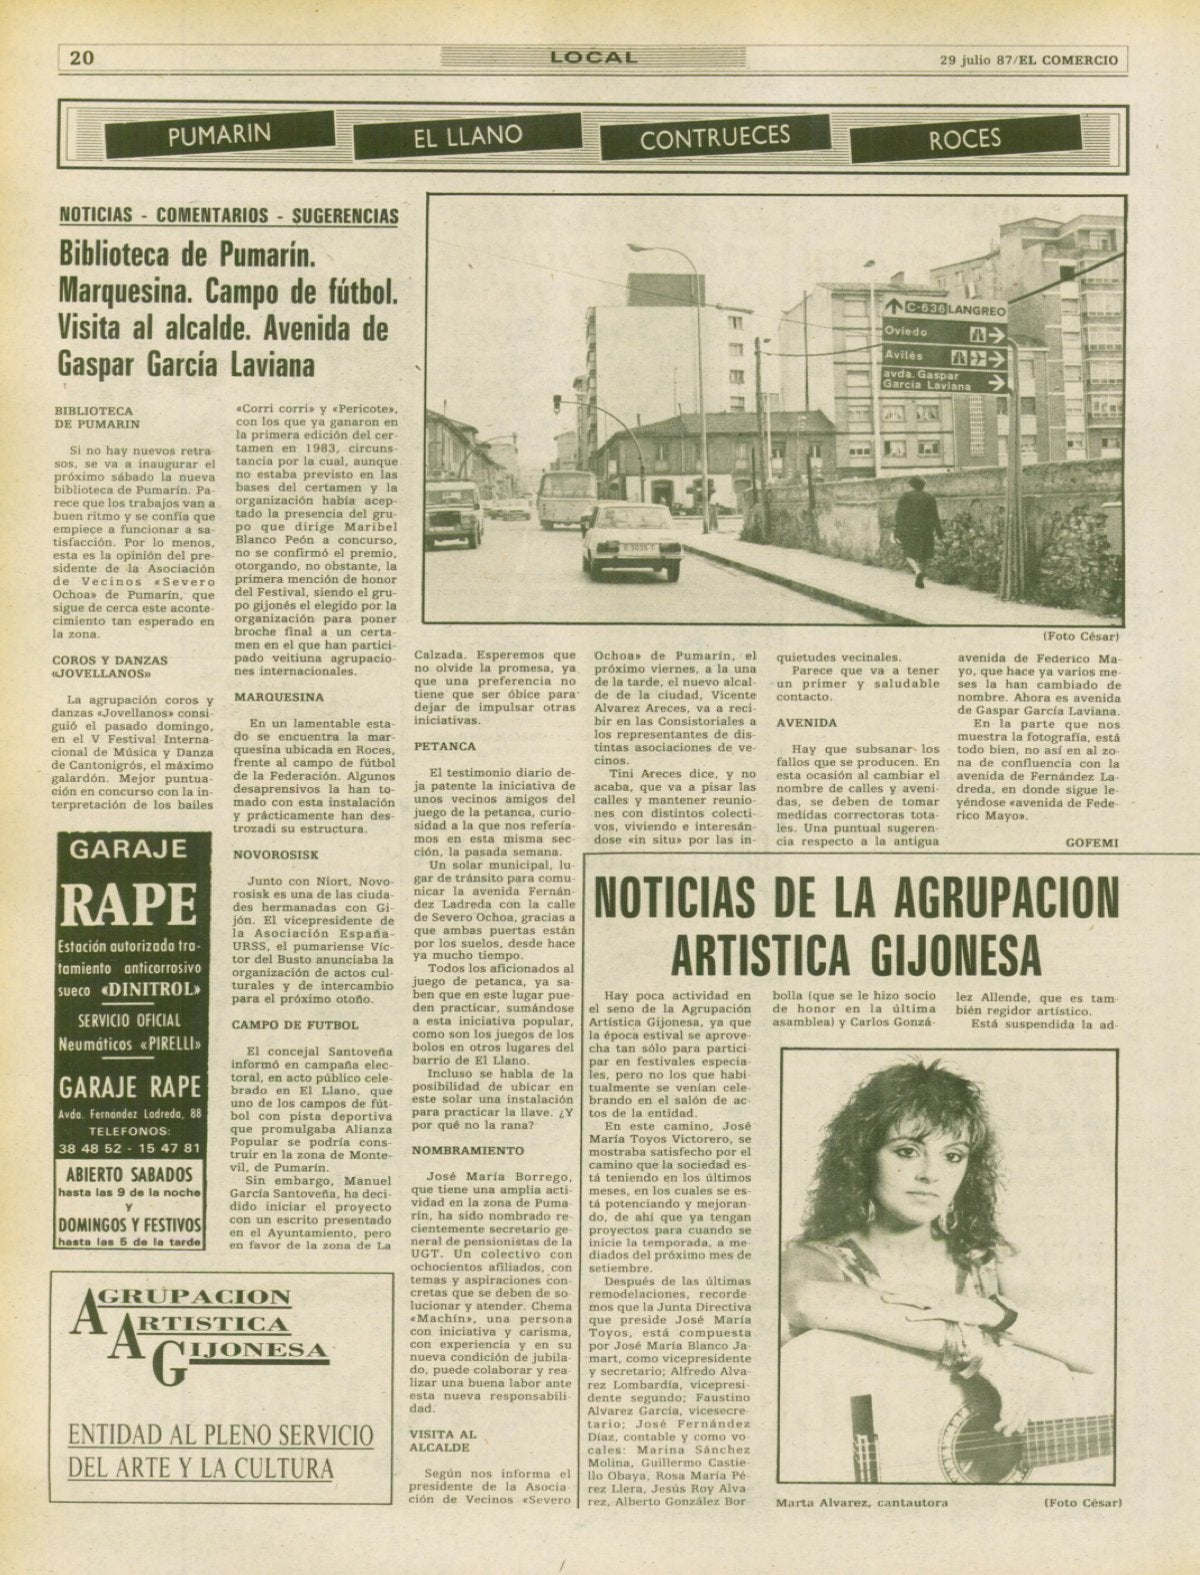 20
LOCAL
29 julio 87/EL COMERCIO
PUMARIN
EL LLANO
CONTRUECES
ROCES
NOTICIAS - COMENTARIOS - SUGERENCIAS
Biblioteca de Pumarín.
Marquesina. Campo de fútbol.
Visita al alcalde. Avenida de
Gaspar García Laviana
BIBLIOTECA
DE PUMARIN
Si no hay nuevos retra-
sos, se va a inaugurar el
próximo sábado la nueva
biblioteca de Pumarín. Pa-
rece que los trabajos van a
buen ritmo y se confía que
empiece a funcionar a sa-
tisfacción. Por lo menos,
esta es la opinión del pre-
sidente de la Asociación
de Vecinos «Severo
Ochoa» de Pumarín, que
sigue de cerca este aconte-
cimiento tan esperado en
la zona.
COROS Y DANZAS
«JOVELLANOS»
La agrupación coros y
danzas «Jovellanos» consi-
guió el pasado domingo,
en el V Festival Interna-
cional de Música y Danza
de Cantonigrós, el máximo
galardón. Mejor puntua-
ción en concurso con la in-
terpretación de los bailes
«Corri corri» y «Pericote»,
con los que ya ganaron en
la primera edición del cer-
tamen en 1983, circuns-
tancia por la cual, aunque
no estaba previsto en las
bases del certamen y la
organización había acep-
tado la presencia del gru-
po que dirige Maribel
Blanco Peón a concurso,
no se confirmó el premio,
otorgando, no obstante, la
primera mención de honor
del Festival, siendo el gru-
po gijonés el elegido por la
organización para poner
broche final a un certa-
men en el que han partici-
pado veitiuna agrupacio-
nes internacionales.
MARQUESINA
En un lamentable esta-
do se encuentra la mar-
quesina ubicada en Roces,
frente al campo de fútbol
de la Federación. Algunos
desaprensivos la han to-
mado con esta instalación
y prácticamente han des-
trozadi su estructura.
NOVOROSISK
Junto con Niort, Novo-
rosisk es una de las ciuda-
des hermanadas con Gi-
jón. El vicepresidente de
la Asociación España-
URSS, el pumariense Víc-
tor del Busto anunciaba la
organización de actos cul-
turales y de intercambio
para el próximo otoño.
CAMPO DE FUTBOL
El concejal Santoveña
informó en campaña elec-
toral, en acto público cele-
brado en El Llano, que
uno de los campos de fút-
bol con pista deportiva
que promulgaba Alianza
Popular se podría cons-
truir en la zona de Monte-
vil, de Pumarín.
Sin embargo, Manuel
García Santoveña, ha deci-
dido iniciar el proyecto
con un escrito presentado
en el Ayuntamiento, pero
en favor de la zona de La
GARAJE
RAPE
Estación autorizada tra-
tamiento anticorrosivo
sueco «DINITROL»
SERVICIO OFICIAL
Neumáticos «PIRELLI»
GARAJE RAPE
Avda. Fernández Ladreda, 88
TELEFONOS:
38 48 52 - 15 47 81
ABIERTO SABADOS
hasta las 9 de la noche
Y
DOMINGOS Y FESTIVOS
hasta las 5 de la tarde
AGRUPACION
ARTISTICA
GIJONESA
ENTIDAD AL PLENO SERVICIO
DEL ARTE Y LA CULTURA
C-636 LANGREO
Oviedo
Avilés
avda. Gaspar
García Laviana
(Foto César)
Calzada. Esperemos que
no olvide la promesa, ya
que una preferencia no
tiene que ser óbice para
dejar de impulsar otras
iniciativas.
PETANCA
El testimonio diario de-
ja patente la iniciativa de
unos vecinos amigos del
juego de la petanca, curio-
sidad a la que nos refería-
mos en esta misma sec-
ción, la pasada semana.
Un solar municipal, lu-
gar de tránsito para comu-
nicar la avenida Fernán-
dez Ladreda con la calle
de Severo Ochoa, gracias a
que ambas puertas están
por los suelos, desde hace
ya mucho tiempo.
Todos los aficionados al
juego de petanca, ya sa-
ben que en este lugar pue-
den practicar, sumándose
a esta iniciativa popular,
como son los juegos de los
bolos en otros lugares del
barrio de El Llano.
Incluso se habla de la
posibilidad de ubicar en
este solar una instalación
para practicar la llave. ¿Y
por qué no la rana?
NOMBRAMIENTO
José María Borrego,
que tiene una amplia acti-
vidad en la zona de Puma-
rín, ha sido nombrado re-
cientemente secretario ge-
neral de pensionistas de la
UGT. Un colectivo con
ochocientos afiliados, con
temas y aspiraciones con-
cretas que se deben de so-
lucionar y atender. Chema
«Machín», una persona
con iniciativa y carisma,
con experiencia y en su
nueva condición de jubila-
do, puede colaborar y rea-
lizar una buena labor ante
esta nueva responsabili-
dad.
VISITA AL
ALCALDE
Según nos informa el
presidente de la Asocia-
ción de Vecinos «Severo
Ochoa» de Pumarín, el
próximo viernes, a la una
de la tarde, el nuevo alcal-
de de la ciudad, Vicente
Alvarez Areces, va a reci-
bir en las Consistoriales a
los representantes de dis-
tintas asociaciones de ve-
cinos.
Tini Areces dice, y no
acaba, que va a pisar las
calles y mantener reunio-
nes con distintos colecti-
vos, viviendo e interesán-
dose «in situ» por las in-
quietudes vecinales.
Parece que va a tener
un primer y saludable
contacto.
AVENIDA
Hay que subsanar los
fallos que se producen. En
esta ocasión al cambiar el
nombre de calles y aveni-
das, se deben de tomar
medidas correctoras tota-
les. Una puntual sugeren-
cia respecto a la antigua
avenida de Federico Ma-
yo, que hace ya varios me-
ses la han cambiado de
nombre. Ahora es avenida
de Gaspar García Laviana.
En la parte que nos
muestra la fotografía, está
todo bien, no así en al zo-
na de confluencia con la
avenida de Fernández La-
dreda, en donde sigue le-
yéndose «avenida de Fede-
rico Mayo».
GOFEMI
NOTICIAS DE LA AGRUPACION
ARTISTICA GIJONESA
Hay poca actividad en
el seno de la Agrupación
Artística Gijonesa, ya que
la época estival se aprove-
cha tan sólo para partici-
par en festivales especia-
les, pero no los que habi-
tualmente se venían cele-
brando en el salón de ac-
tos de la entidad.
En este camino, José
María Toyos Victorero, se
mostraba satisfecho por el
camino que la sociedad es-
tá teniendo en los últimos
meses, en los cuales se es-
tá potenciando y mejoran-
do, de ahí que ya tengan
proyectos para cuando se
inicie la temporada, a me-
diados del próximo mes de
setiembre.
Después de las últimas
remodelaciones, recorde-
mos que la Junta Directiva
que preside José María
Toyos, está compuesta
por José María Blanco Ja-
mart, como vicepresidente
y secretario; Alfredo Alva-
rez Lombardía, vicepresi-
dente segundo; Faustino
Alvarez García, vicesecre-
tario; José Fernández
Díaz, contable y como vo-
cales: Marina Sánchez
Molina, Guillermo Castie-
llo Obaya, Rosa María Pé-
rez Llera, Jesús Roy Alva-
rez, Alberto González Bor-
bolla (que se le hizo socio
de honor en la última
asamblea) y Carlos Gonzá-
lez Allende, que es tam-
bién regidor artístico.
Está suspendida la ad-
Marta Alvarez, cantautora
(Foto César)